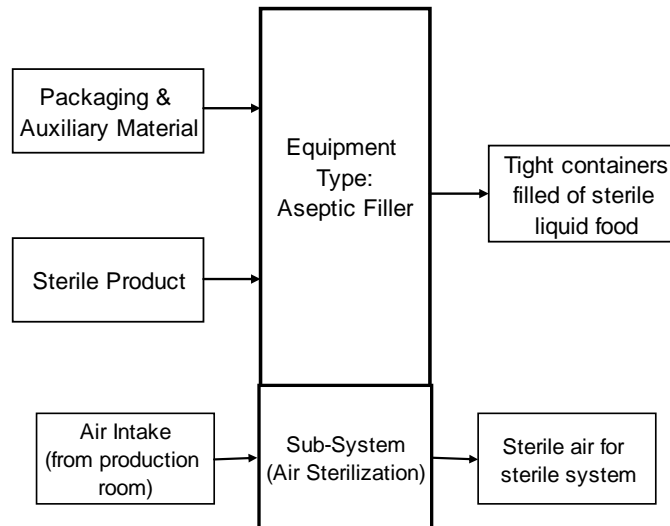 Packaging &
Auxiliary Material
Equipment
Type:
Aseptic Filler
Tight containers
filled of sterile
liquid food
Sterile Product
Air Intake
(from production
room)
Sub-System
(Air Sterilization)
Sterile air for
sterile system